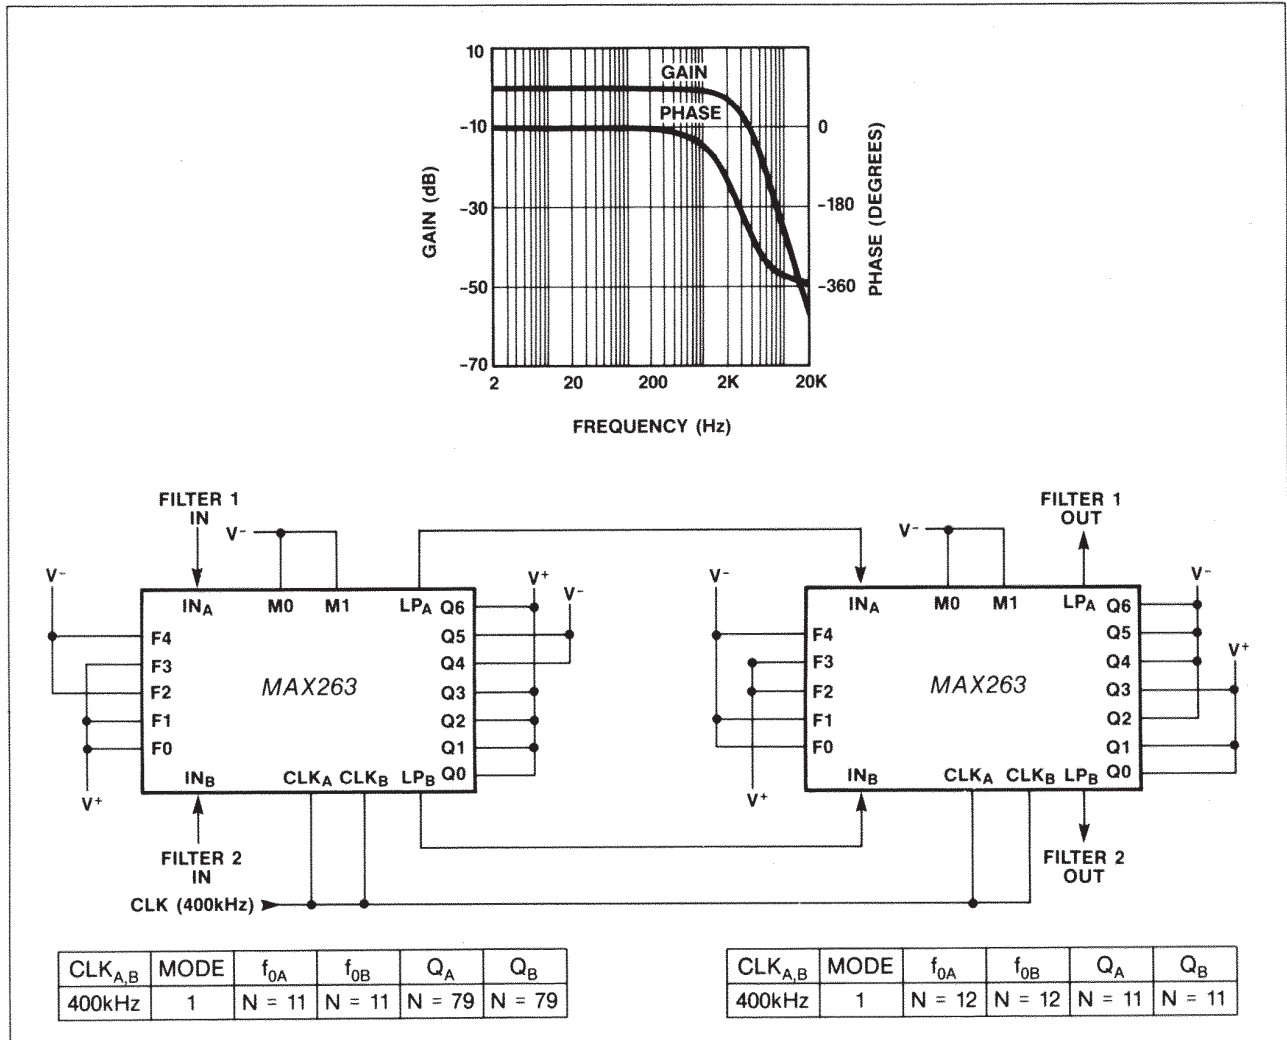 10
-10
-30
-50
-70
GAIN (dB)
GAIN
PHASE
0
-180
-360
PHASE (DEGREES)
2 20 200 2K 20K
FREQUENCY (Hz)
FILTER 1
IN
V-
V-
INA M0 M1 LPA
F4
F3
F2
F1
F0
V+
MAX263
V+
V-
Q6
Q5
Q4
Q3
Q2
Q1
Q0
INB CLKA CLKB LPB
FILTER 2
IN
CLK (400kHz)
FILTER 1
OUT
V-
V-
INA M0 M1 LPA
F4
F3
F2
F1
F0
V+
MAX263
V-
V+
Q6
Q5
Q4
Q3
Q2
Q1
Q0
INB CLKA CLKB LPB
FILTER 2
OUT
CLKA,B MODE f0A f0B QA QB
400kHz 1 N = 11 N = 11 N = 79 N = 79
CLKA,B MODE f0A f0B QA QB
400kHz 1 N = 12 N = 12 N = 11 N = 11